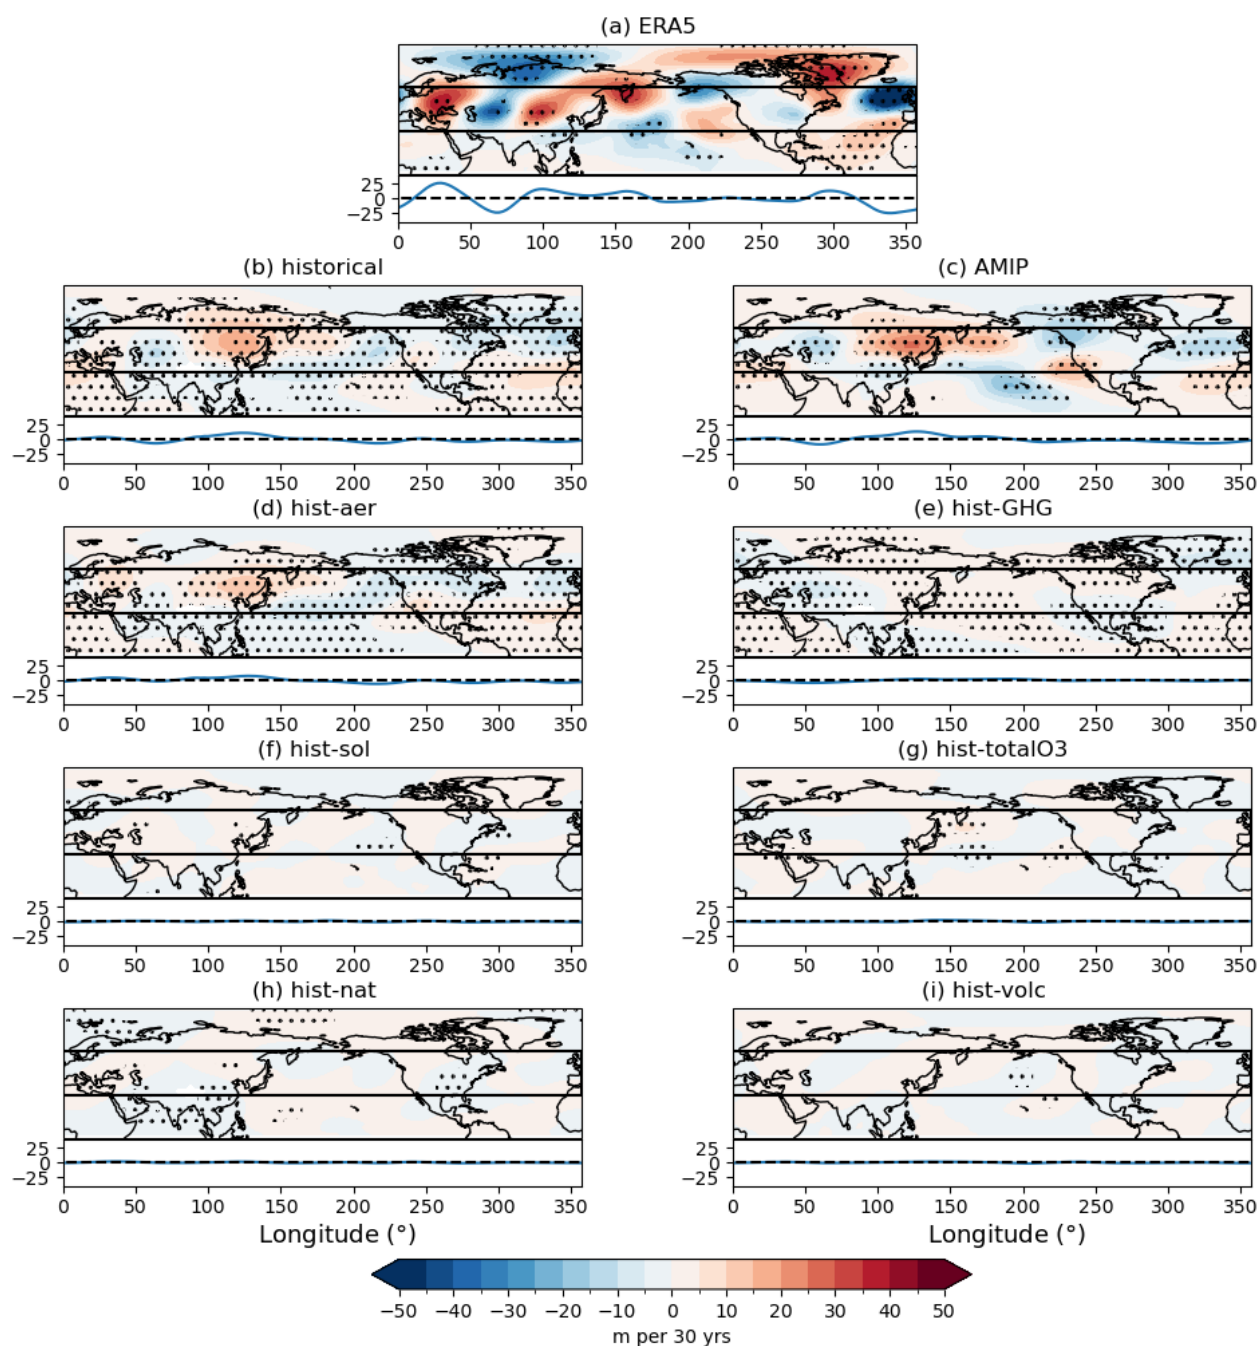 (a) ERA5
25
0
−25
0 50 100 150 200 250 300 350
(b) historical (c) AMIP
25 25
0 0
−25 −25
0 50 100 150 200 250 300 350 0 50 100 150 200 250 300 350
(d) hist-aer (e) hist-GHG
25 25
0 0
−25 −25
0 50 100 150 200 250 300 350 0 50 100 150 200 250 300 350
(f) hist-sol (g) hist-totalO3
25 25
0 0
−25 −25
0 50 100 150 200 250 300 350 0 50 100 150 200 250 300 350
(h) hist-nat (i) hist-volc
25 25
0 0
−25 −25
0 50 100 150 200 250 300 350 0 50 100 150 200 250 300 350
Longitude (°) Longitude (°)
−50 −40 −30 −20 −10 0 10 20 30 40 50
m per 30 yrs